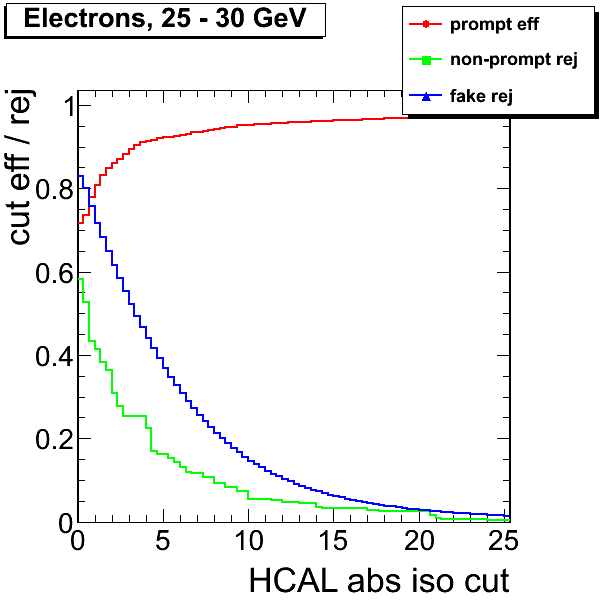 Electrons, 25 - 30 GeV
prompt eff
non-prompt rej
fake rej
cut eff / rej
1
0.8
0.6
0.4
0.2
0
0 5 10 15 20 25
HCAL abs iso cut